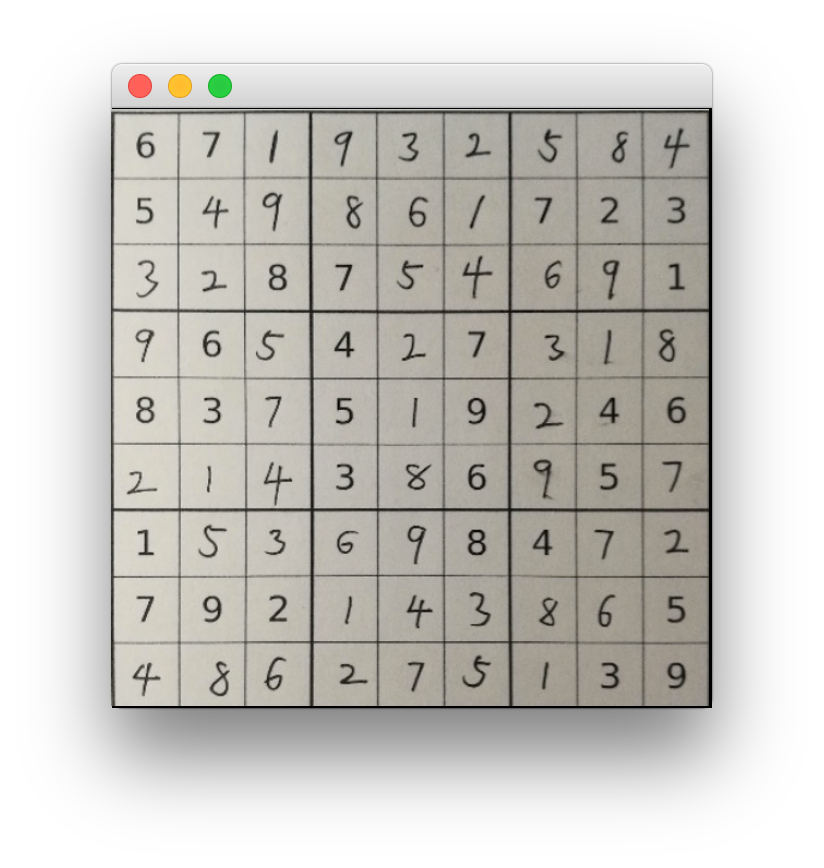 6 7 1 9 3 2 5 8 4
5 4 9 8 6 1 7 2 3
3 2 8 7 5 4 6 9 1
9 6 5 4 2 7 3 1 8
8 3 7 5 1 9 2 4 6
2 1 4 3 8 6 9 5 7
1 5 3 6 9 8 4 7 2
7 9 2 1 4 3 8 6 5
4 8 6 2 7 5 1 3 9